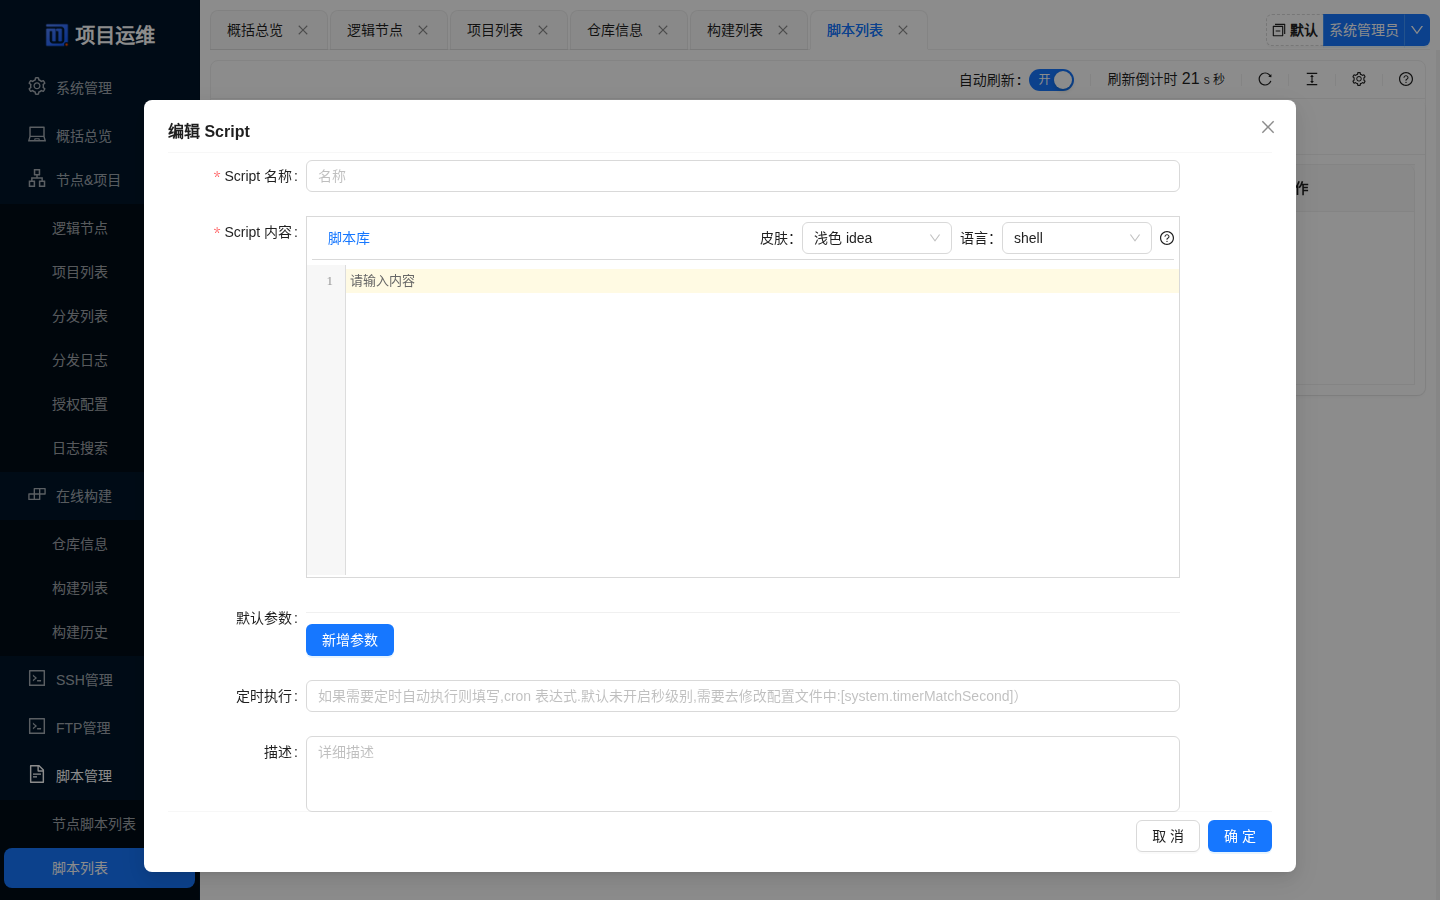 项目运维
系统管理
概括总览
节点&项目
逻辑节点
项目列表
分发列表
分发日志
授权配置
日志搜索
在线构建
仓库信息
构建列表
构建历史
SSH管理
FTP管理
脚本管理
节点脚本列表
脚本列表
概括总览 逻辑节点 项目列表 仓库信息 构建列表 脚本列表
默认 系统管理员
自动刷新: 开 刷新倒计时 21 s 秒
作
编辑 Script
* Script 名称: 名称
* Script 内容: 脚本库 皮肤: 浅色 idea 语言: shell
1 请输入内容
默认参数:
新增参数
定时执行: 如果需要定时自动执行则填写,cron 表达式.默认未开启秒级别,需要去修改配置文件中:[system.timerMatchSecond]）
描述: 详细描述
取 消 确 定